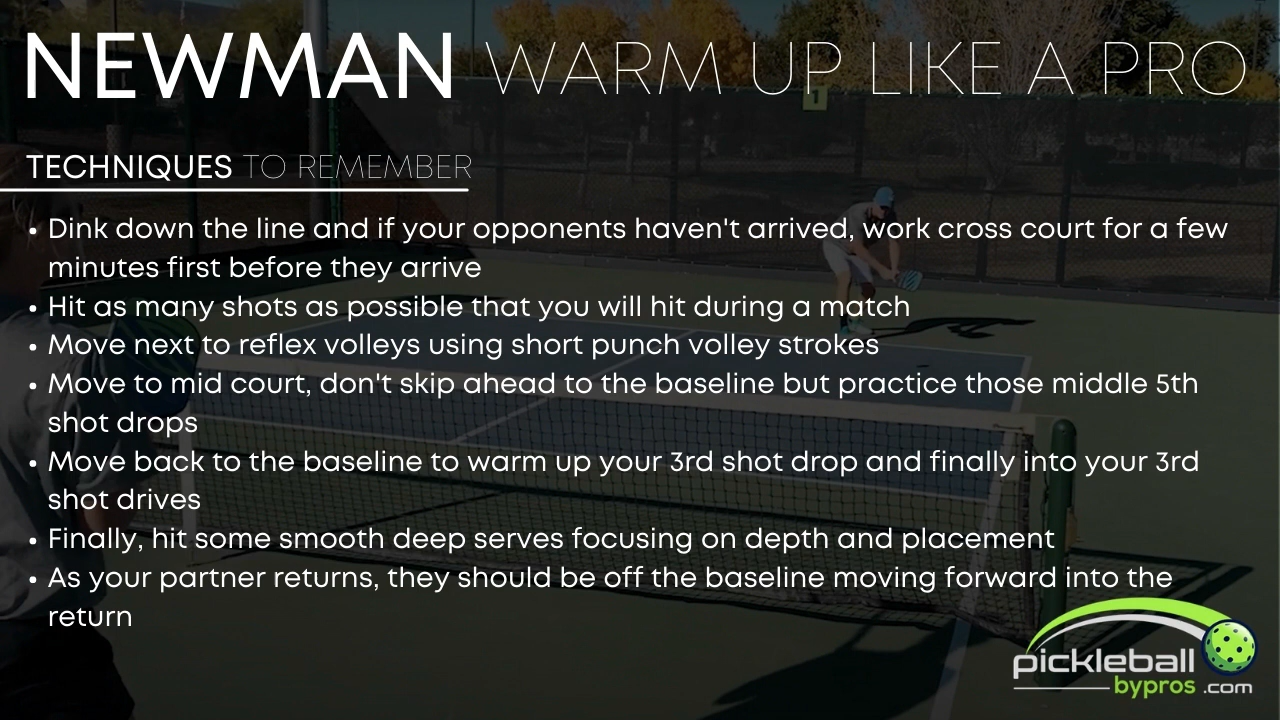 NEWMAN WARM UP LIKE A PRO
1
TECHNIQUES TO REMEMBER
• Dink down the line and if your opponents haven't arrived, work cross court for a few
minutes first before they arrive
• Hit as many shots as possible that you will hit during a match
• Move next to reflex volleys using short punch volley strokes
• Move to mid court, don't skip ahead to the baseline but practice those middle 5th
shot drops
• Move back to the baseline to warm up your 3rd shot drop and finally into your 3rd
shot drives
• Finally, hit some smooth deep serves focusing on depth and placement
• As your partner returns, they should be off the baseline moving forward into the
return
pickleball
bypros.com